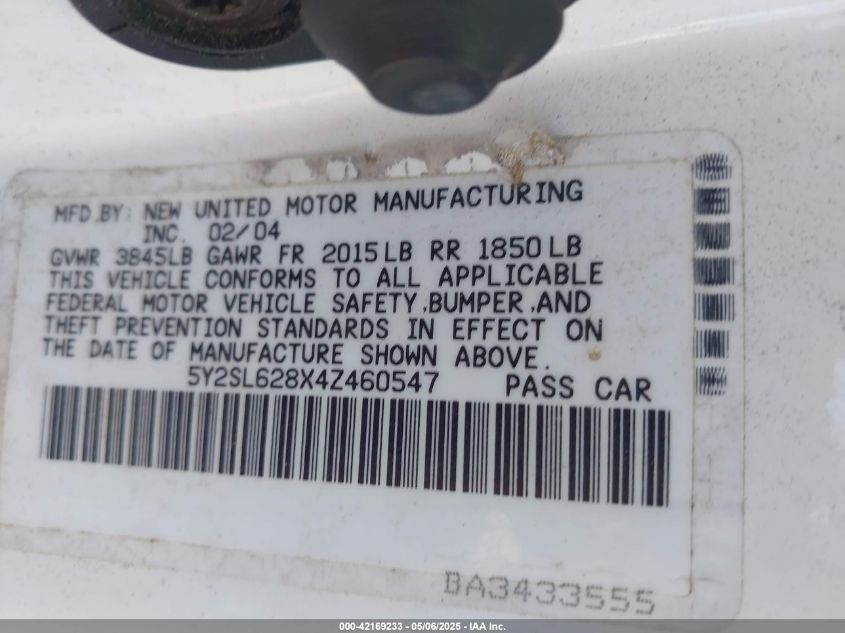 MFD.BY: NEW UNITED MOTOR MANUFACTURING
INC. 02/04
GVWR 3845LB GAWR FR 2015LB RR 1850LB
THIS VEHICLE CONFORMS TO ALL APPLICABLE
FEDERAL MOTOR VEHICLE SAFETY,BUMPER,AND
THEFT PREVENTION STANDARDS IN EFFECT ON
THE DATE OF MANUFACTURE SHOWN ABOVE.
5Y2SL628X4Z460547 PASS CAR
BA3433555
000-42169233 - 05/06/2025 - IAA Inc.